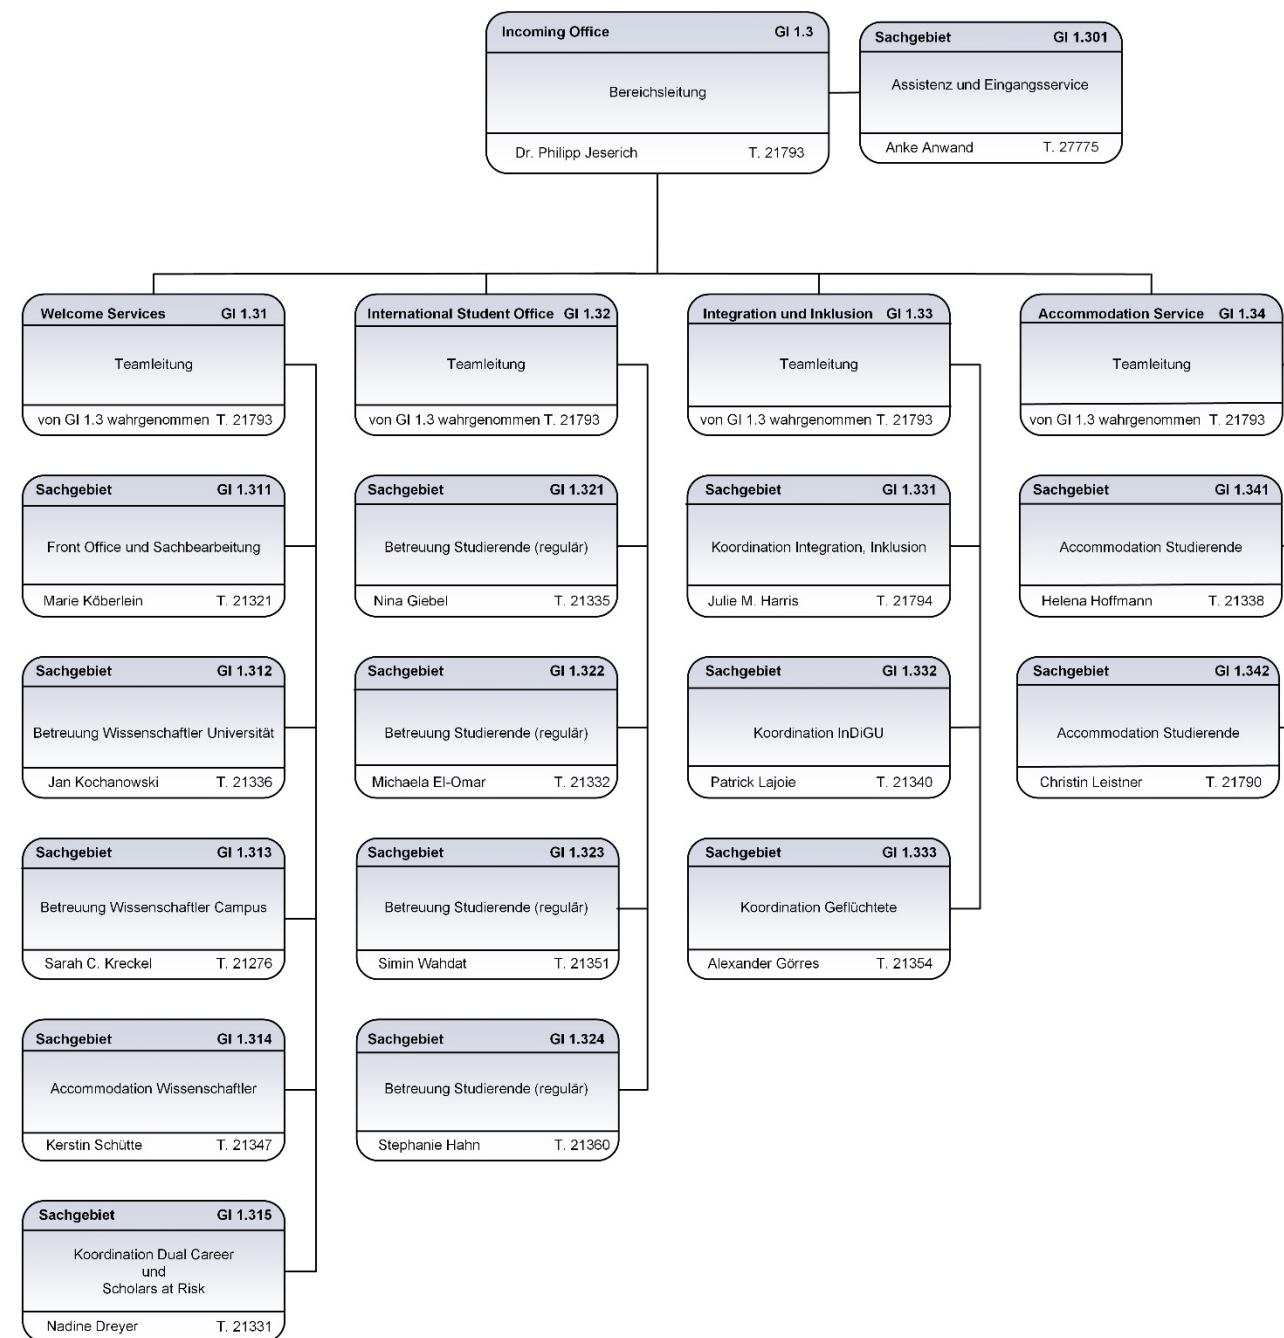 Incoming Office GI 1.3
Bereichsleitung
Dr. Philipp Jeserich T. 21793
Sachgebiet GI 1.301
Assistenz und Eingangsservice
Anke Anwand T. 27775
Welcome Services GI 1.31
Teamleitung
von GI 1.3 wahrgenommen T. 21793
Sachgebiet GI 1.311
Front Office und Sachbearbeitung
Marie Köberlein T. 21321
Sachgebiet GI 1.312
Betreuung Wissenschaftler Universität
Jan Kochanowski T. 21336
Sachgebiet GI 1.313
Betreuung Wissenschaftler Campus
Sarah C. Kreckel T. 21276
Sachgebiet GI 1.314
Accommodation Wissenschaftler
Kerstin Schütte T. 21347
Sachgebiet GI 1.315
Koordination Dual Career
und
Scholars at Risk
Nadine Dreyer T. 21331
International Student Office GI 1.32
Teamleitung
von GI 1.3 wahrgenommen T. 21793
Sachgebiet GI 1.321
Betreuung Studierende (regulär)
Nina Giebel T. 21335
Sachgebiet GI 1.322
Betreuung Studierende (regulär)
Michaela El-Omar T. 21332
Sachgebiet GI 1.323
Betreuung Studierende (regulär)
Simin Wahdat T. 21351
Sachgebiet GI 1.324
Betreuung Studierende (regulär)
Stephanie Hahn T. 21360
Integration und Inklusion GI 1.33
Teamleitung
von GI 1.3 wahrgenommen T. 21793
Sachgebiet GI 1.331
Koordination Integration, Inklusion
Julie M. Harris T. 21794
Sachgebiet GI 1.332
Koordination InDiGU
Patrick Lajoie T. 21340
Sachgebiet GI 1.333
Koordination Geflüchtete
Alexander Görres T. 21354
Accommodation Service GI 1.34
Teamleitung
von GI 1.3 wahrgenommen T. 21793
Sachgebiet GI 1.341
Accommodation Studierende
Helena Hoffmann T. 21338
Sachgebiet GI 1.342
Accommodation Studierende
Christin Leistner T. 21790